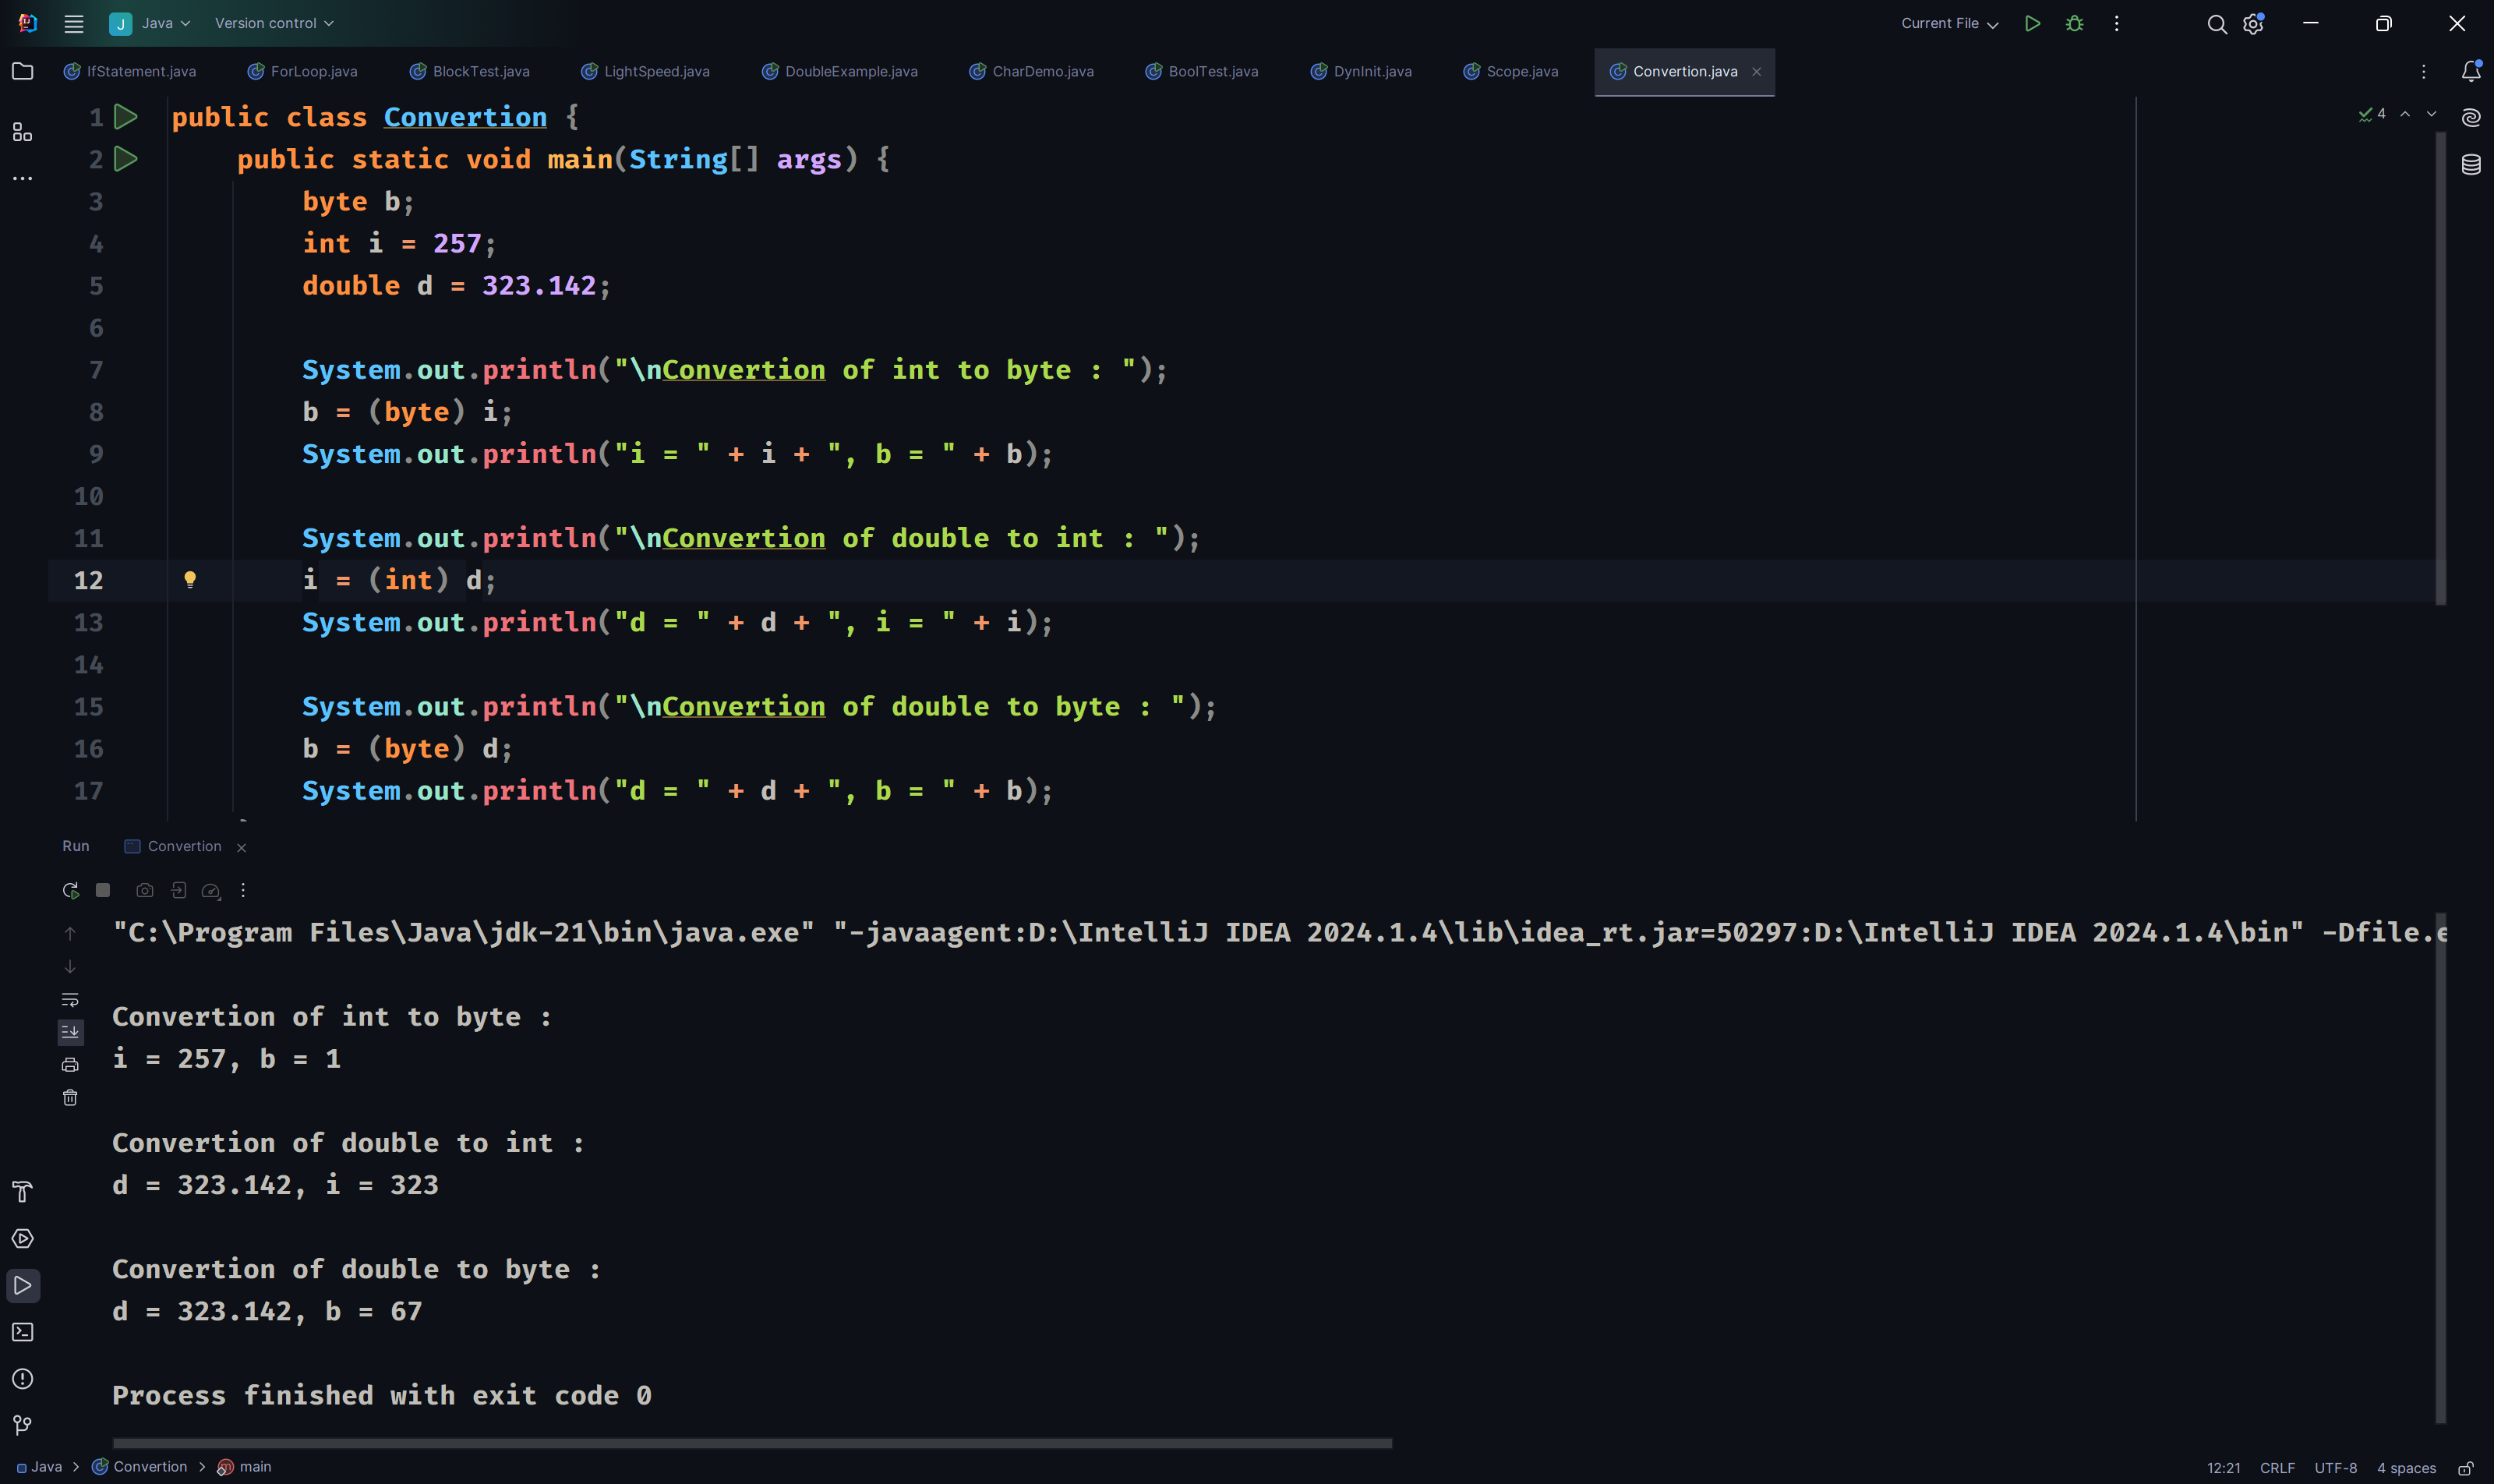 J Java Version control Current File
IfStatement.java ForLoop.java BlockTest.java LightSpeed.java DoubleExample.java CharDemo.java BoolTest.java DynInit.java Scope.java Convertion.java
4
1 public class Convertion {
2 public static void main(String[] args) {
3 byte b;
4 int i = 257;
5 double d = 323.142;
6
7 System.out.println("\nConvertion of int to byte : ");
8 b = (byte) i;
9 System.out.println("i = " + i + ", b = " + b);
10
11 System.out.println("\nConvertion of double to int : ");
12 i = (int) d;
13 System.out.println("d = " + d + ", i = " + i);
14
15 System.out.println("\nConvertion of double to byte : ");
16 b = (byte) d;
17 System.out.println("d = " + d + ", b = " + b);
Run Convertion
"C:\Program Files\Java\jdk-21\bin\java.exe" "-javaagent:D:\IntelliJ IDEA 2024.1.4\lib\idea_rt.jar=50297:D:\IntelliJ IDEA 2024.1.4\bin" -Dfile.e
Convertion of int to byte :
i = 257, b = 1
Convertion of double to int :
d = 323.142, i = 323
Convertion of double to byte :
d = 323.142, b = 67
Process finished with exit code 0
Java Convertion m main 12:21 CRLF UTF-8 4 spaces